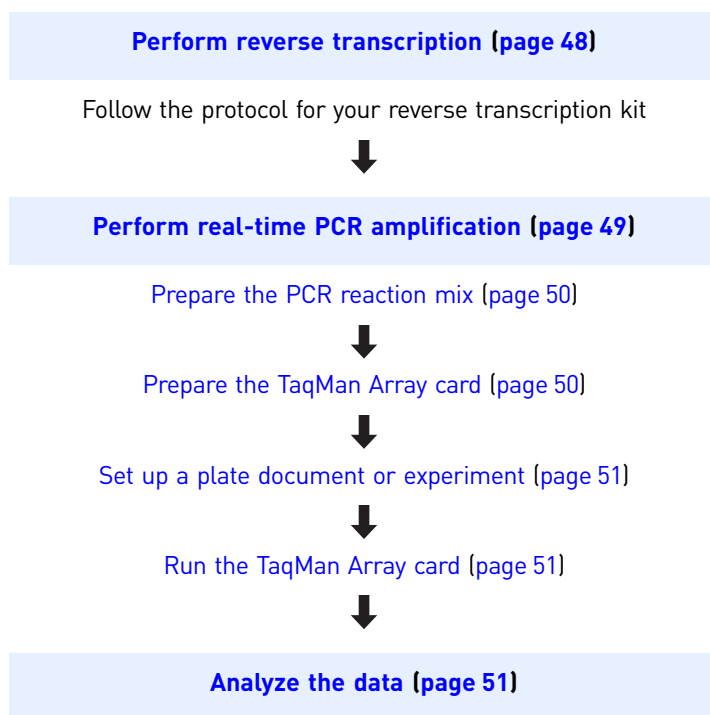 Perform reverse transcription (page 48)
Follow the protocol for your reverse transcription kit
Perform real-time PCR amplification (page 49)
Prepare the PCR reaction mix (page 50)
Prepare the TaqMan Array card (page 50)
Set up a plate document or experiment (page 51)
Run the TaqMan Array card (page 51)
Analyze the data (page 51)